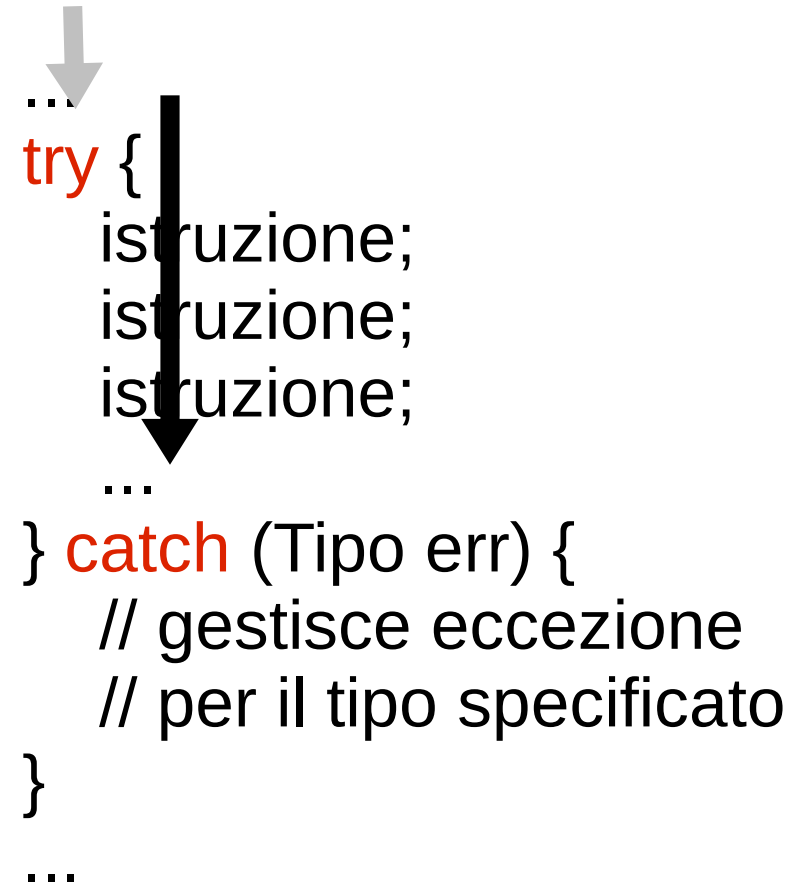 ...
try {
istruzione;
istruzione;
istruzione;
...
} catch (Tipo err) {
// gestisce eccezione
// per il tipo specificato
}
...